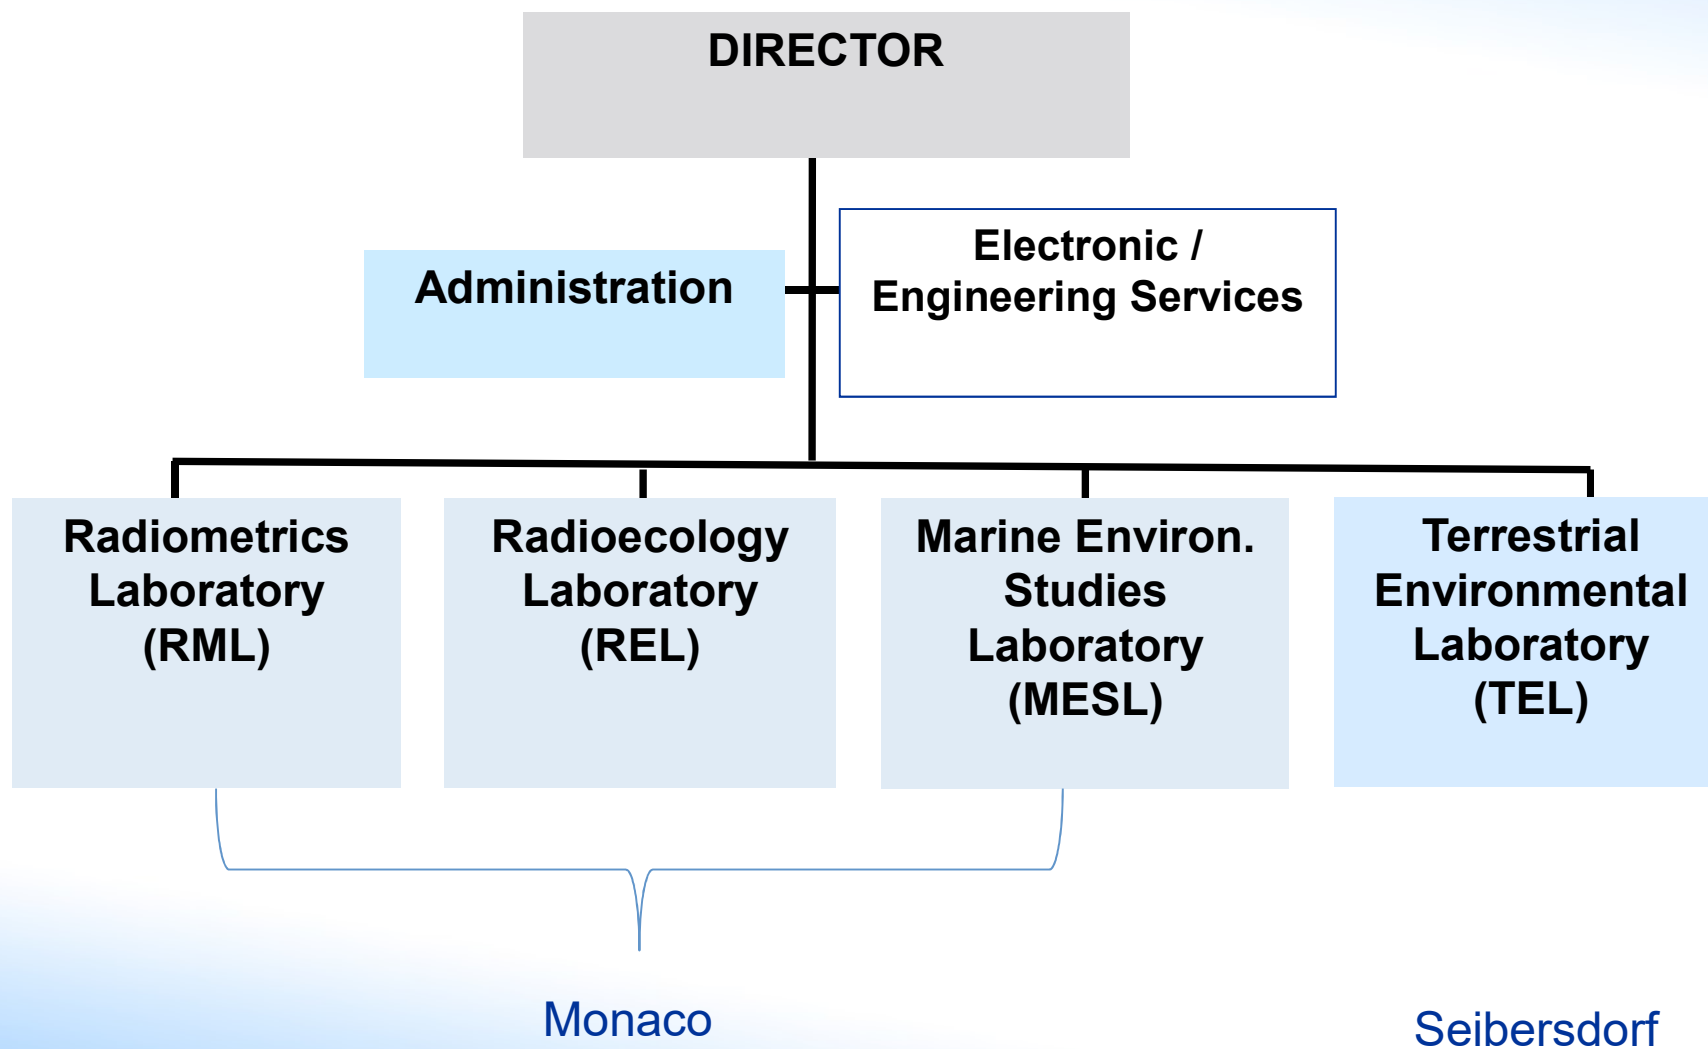 DIRECTOR
Administration
Electronic /
Engineering Services
Radiometrics
Laboratory
(RML)
Radioecology
Laboratory
(REL)
Marine Environ.
Studies
Laboratory
(MESL)
Terrestrial
Environmental
Laboratory
(TEL)
Monaco
Seibersdorf